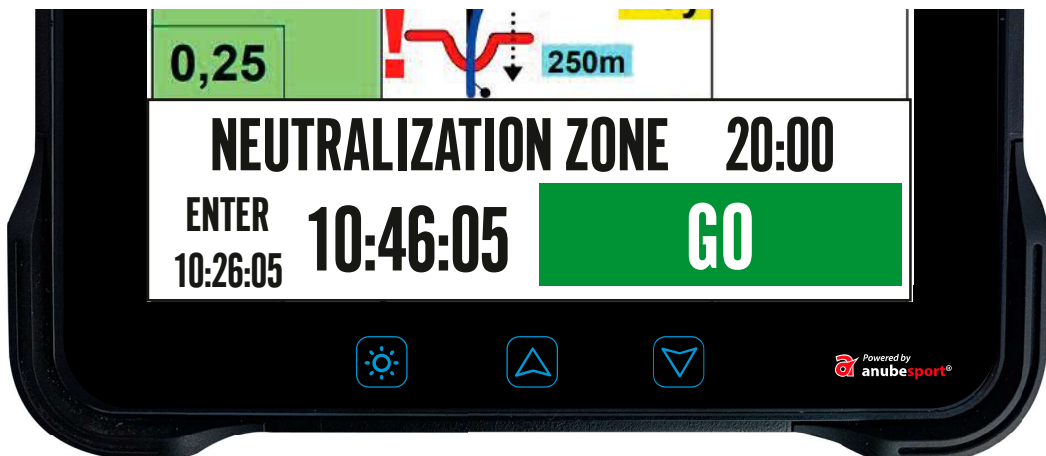 0,25
!
250m
NEUTRALIZATION ZONE 20:00
ENTER
10:26:05
10:46:05
GO
Powered by
anubesport®